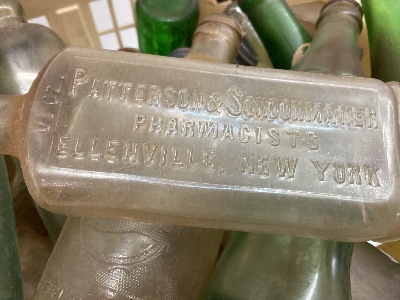 PATTERSON & SCHOONMAKER
PHARMACISTS
ELLENVILLE, NEW YORK